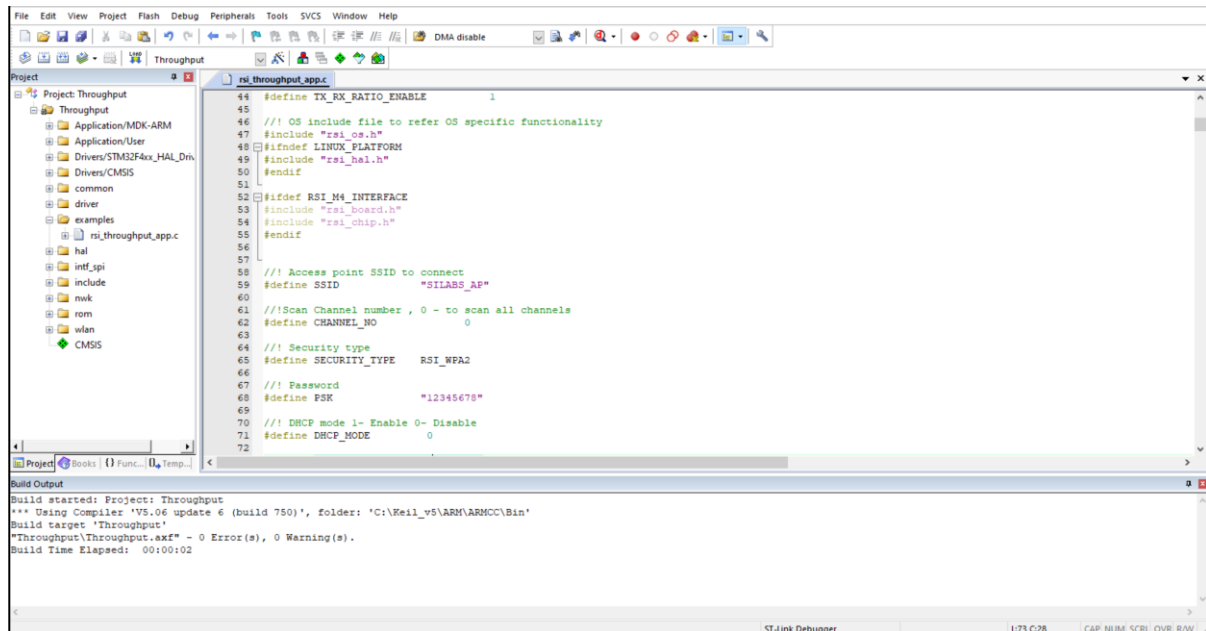 File Edit View Project Flash Debug Peripherals Tools SVCS Window Help
DMA disable
LOAD Throughput
Project
rsi_throughput_app.c
Project: Throughput
Throughput
Application/MDK-ARM
Application/User
Drivers/STM32F4xx_HAL_Driv
Drivers/CMSIS
common
driver
examples
rsi_throughput_app.c
hal
intf_spi
include
nwk
rom
wlan
CMSIS
44 #define TX_RX_RATIO_ENABLE 1
45
46 //! OS include file to refer OS specific functionality
47 #include "rsi_os.h"
48 #ifndef LINUX_PLATFORM
49 #include "rsi_hal.h"
50 #endif
51
52 #ifdef RSI_M4_INTERFACE
53 #include "rsi_board.h"
54 #include "rsi_chip.h"
55 #endif
56
57
58 //! Access point SSID to connect
59 #define SSID "SILABS_AP"
60
61 //!Scan Channel number , 0 - to scan all channels
62 #define CHANNEL_NO 0
63
64 //! Security type
65 #define SECURITY_TYPE RSI_WPA2
66
67 //! Password
68 #define PSK "12345678"
69
70 //! DHCP mode 1- Enable 0- Disable
71 #define DHCP_MODE 0
72
Project Books {} Func... Temp...
Build Output
Build started: Project: Throughput
*** Using Compiler 'V5.06 update 6 (build 750)', folder: 'C:\Keil_v5\ARM\ARMCC\Bin'
Build target 'Throughput'
"Throughput\Throughput.axf" - 0 Error(s), 0 Warning(s).
Build Time Elapsed: 00:00:02
ST-Link Debugger L:73 C:28 CAP NUM SCRL OVR R/W